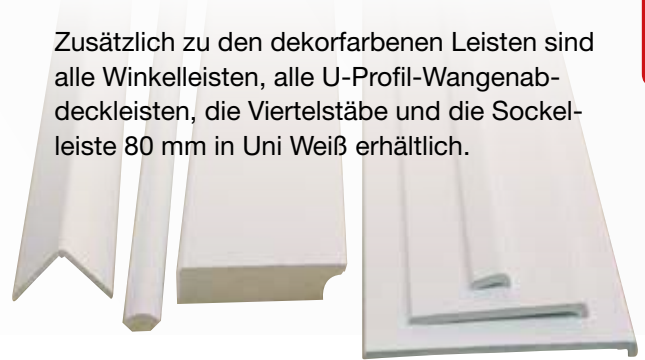 Zusätzlich zu den dekorfarbenen Leisten sind
alle Winkelleisten, alle U-Profil-Wangenab-
deckleisten, die Viertelstäbe und die Sockel-
leiste 80 mm in Uni Weiß erhältlich.